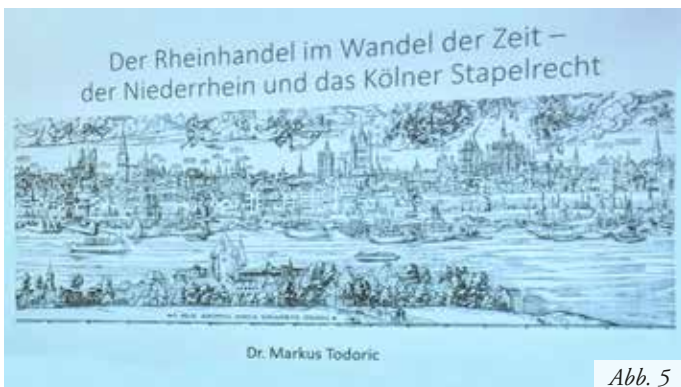 Der Rheinhandel im Wandel der Zeit –
der Niederrhein und das Kölner Stapelrecht
Dr. Markus Todoric
Abb. 5